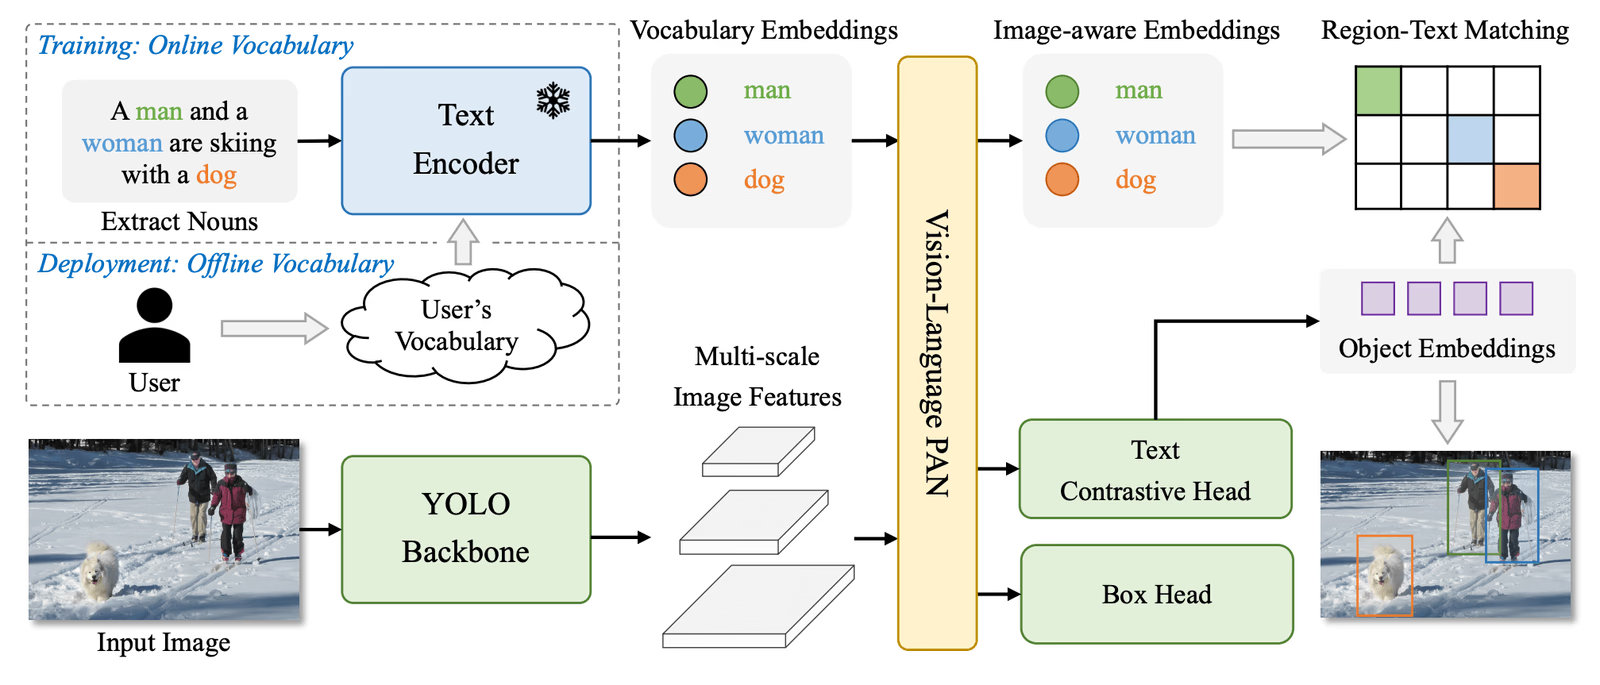 Training: Online Vocabulary
A man and a
woman are skiing
with a dog
Extract Nouns
Text
Encoder
Deployment: Offline Vocabulary
User
User's
Vocabulary
Vocabulary Embeddings
man
woman
dog
Image-aware Embeddings
man
woman
dog
Region-Text Matching
Input Image
YOLO
Backbone
Multi-scale
Image Features
Vision-Language PAN
Text
Contrastive Head
Box Head
Object Embeddings